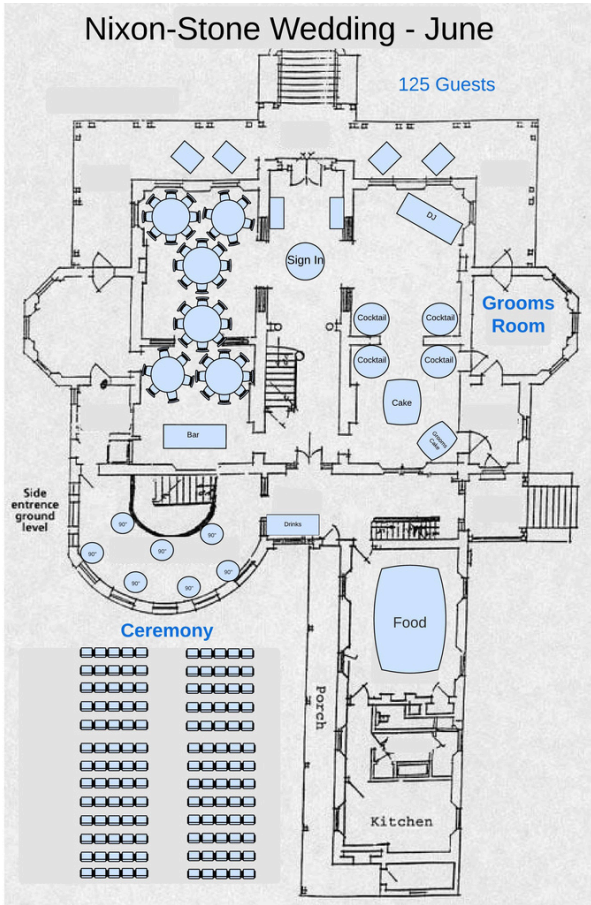 Nixon-Stone Wedding - June
125 Guests
DJ
Sign In
Grooms
Room
Cocktail
Cocktail
Cocktail
Cocktail
Cake
Grooms
Cake
Bar
Side
entrence
ground
level
Drinks
90"
90"
90"
90"
90"
90"
90"
Food
Ceremony
Porch
Kitchen